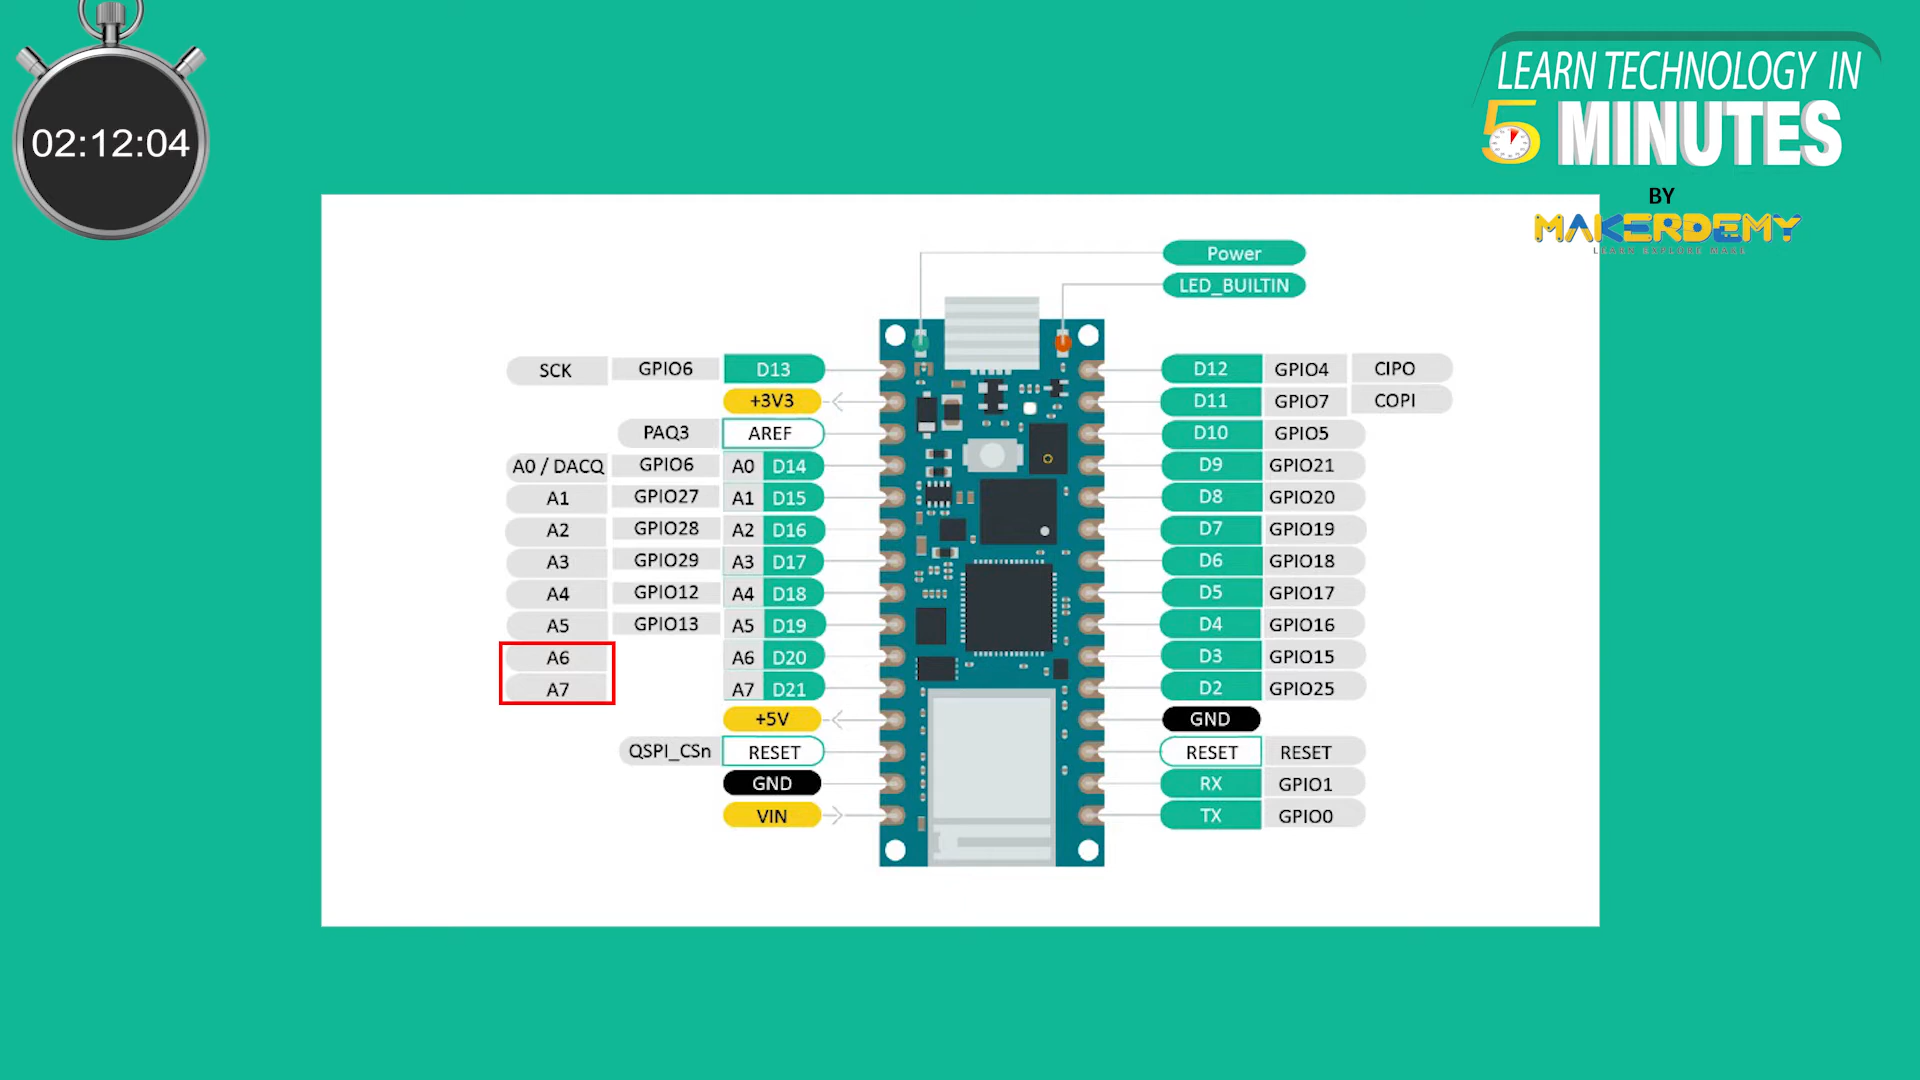 02:12:04
LEARN TECHNOLOGY IN
5 MINUTES
BY
MAKERDEMY
LEARN EXPLORE MAKE
Power
LED_BUILTIN
SCK GPIO6 D13
+3V3
PAQ3 AREF
A0 / DACQ GPIO6 A0 D14
A1 GPIO27 A1 D15
A2 GPIO28 A2 D16
A3 GPIO29 A3 D17
A4 GPIO12 A4 D18
A5 GPIO13 A5 D19
A6 A6 D20
A7 A7 D21
+5V
QSPI_CSn RESET
GND
VIN
D12 GPIO4 CIPO
D11 GPIO7 COPI
D10 GPIO5
D9 GPIO21
D8 GPIO20
D7 GPIO19
D6 GPIO18
D5 GPIO17
D4 GPIO16
D3 GPIO15
D2 GPIO25
GND
RESET RESET
RX GPIO1
TX GPIO0